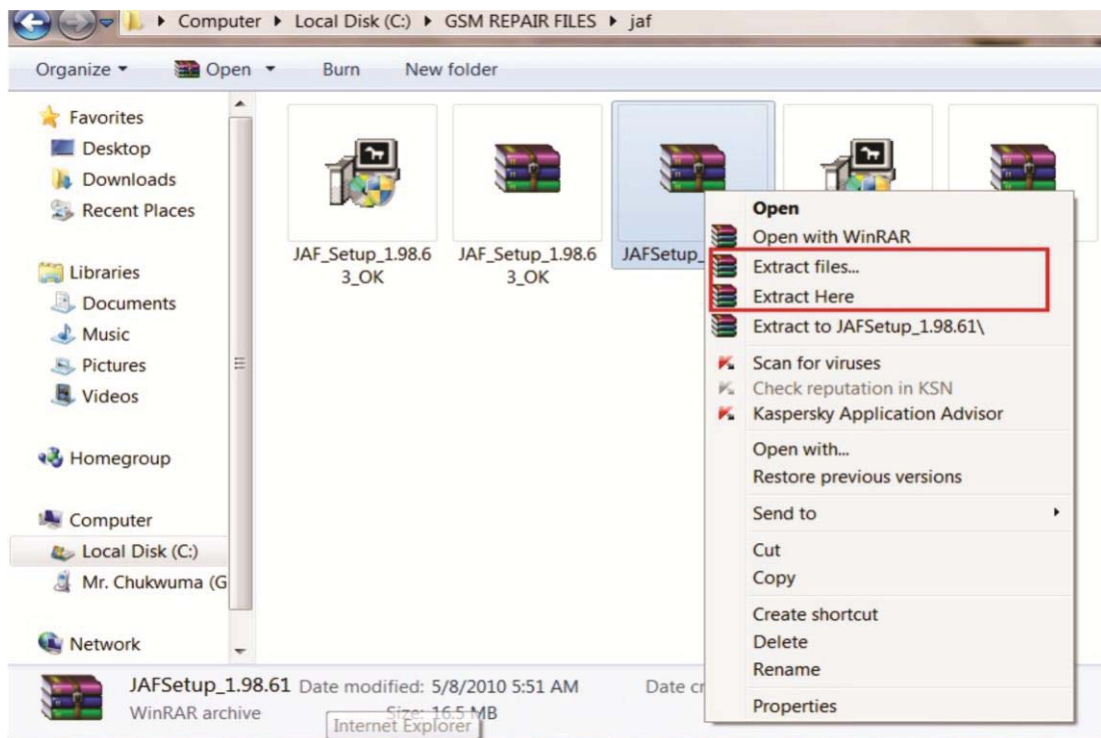 Computer ▸ Local Disk (C:) ▸ GSM REPAIR FILES ▸ jaf
Organize Open Burn New folder
Favorites
Desktop
Downloads
Recent Places
Libraries
Documents
Music
Pictures
Videos
Homegroup
Computer
Local Disk (C:)
Mr. Chukwuma (G
Network
JAF_Setup_1.98.6
3_OK
JAF_Setup_1.98.6
3_OK
JAFSetup_
Open
Open with WinRAR
Extract files...
Extract Here
Extract to JAFSetup_1.98.61\
Scan for viruses
Check reputation in KSN
Kaspersky Application Advisor
Open with...
Restore previous versions
Send to
Cut
Copy
Create shortcut
Delete
Rename
Properties
JAFSetup_1.98.61 Date modified: 5/8/2010 5:51 AM Date cr
WinRAR archive Size: 16.5 MB
Internet Explorer